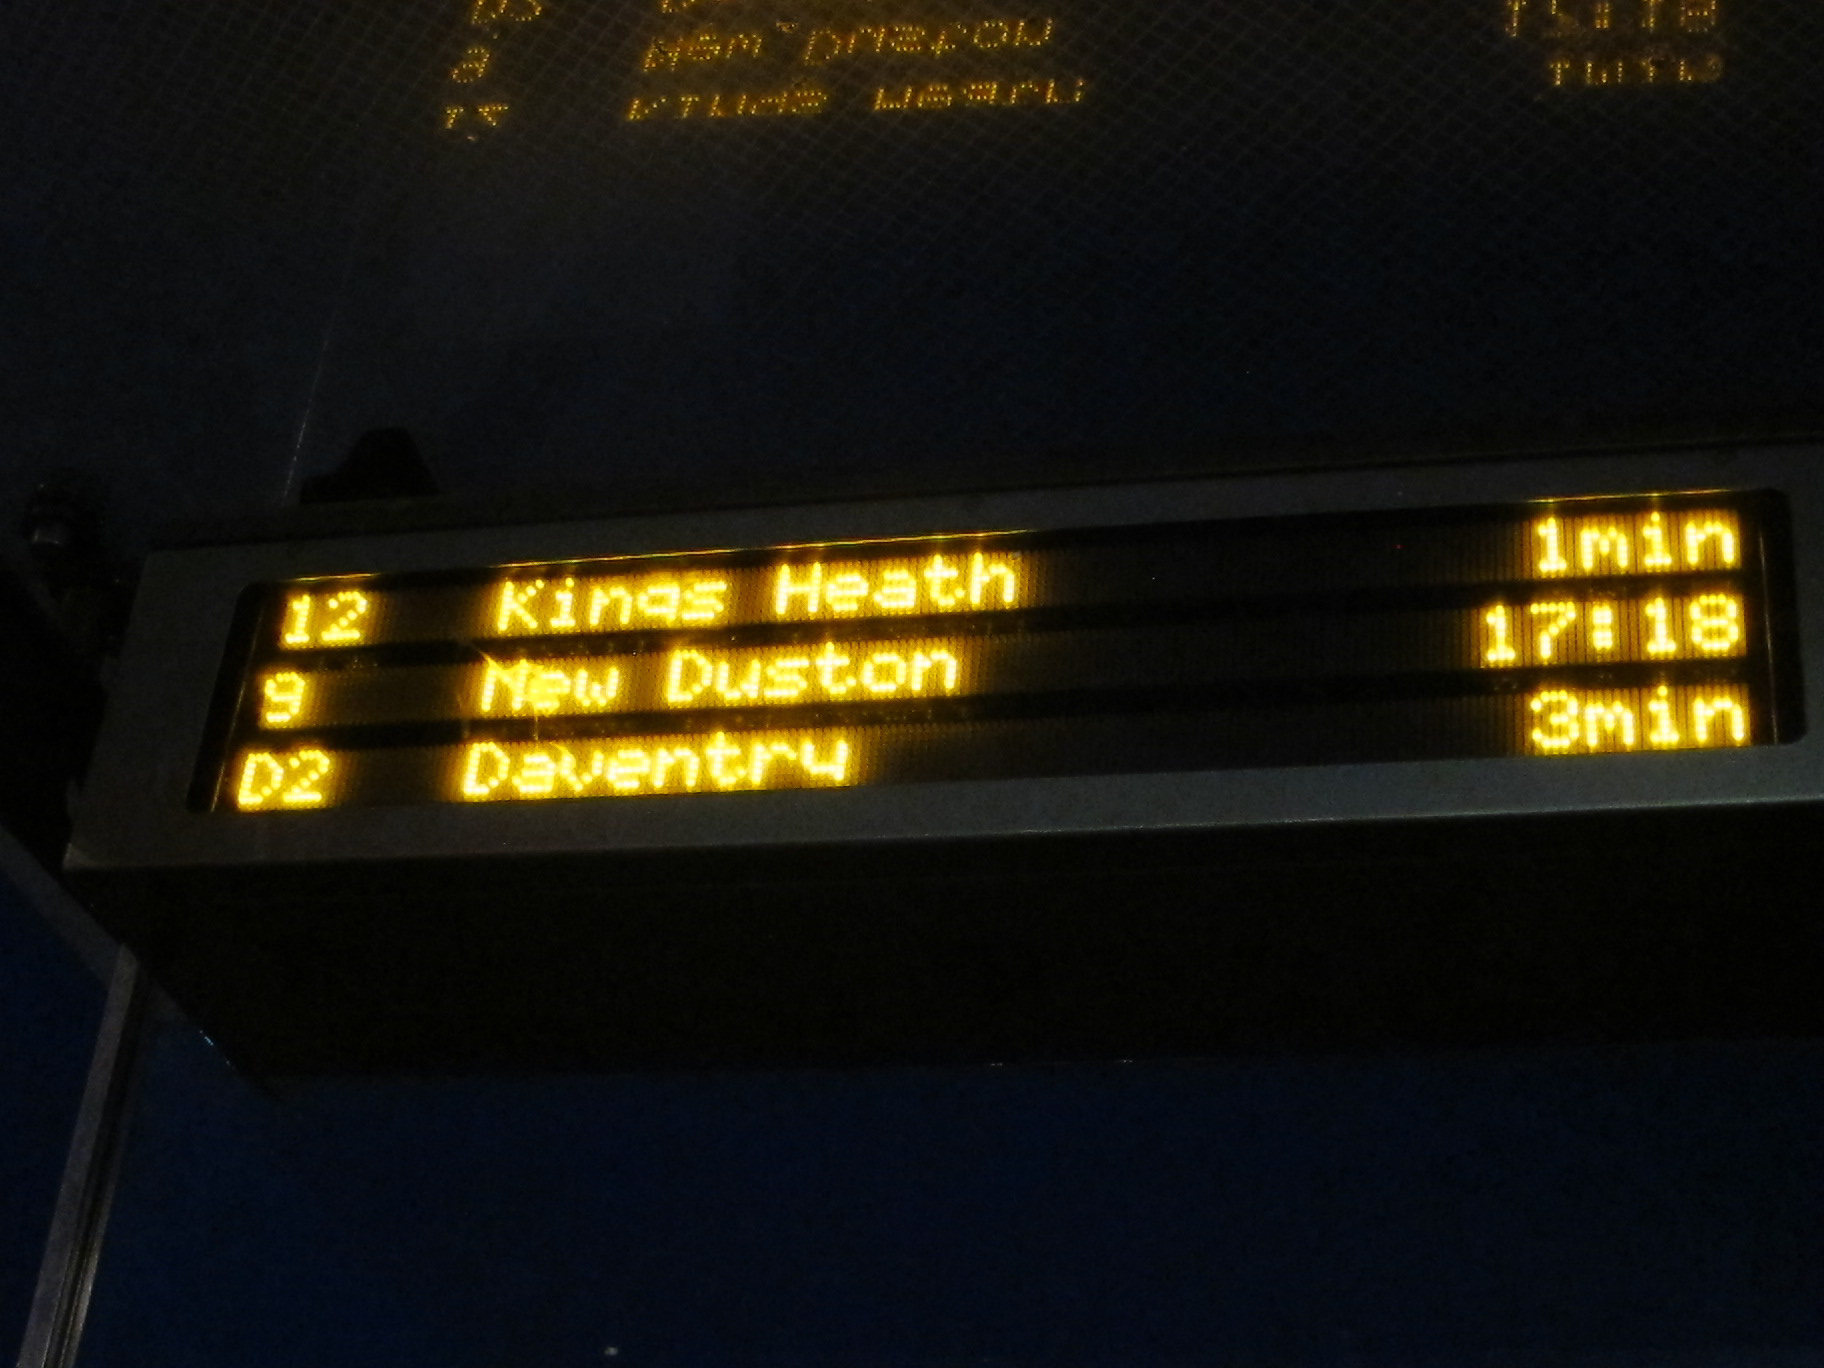 12 Kings Heath 1min
9 New Duston 17:18
D2 Daventry 3min